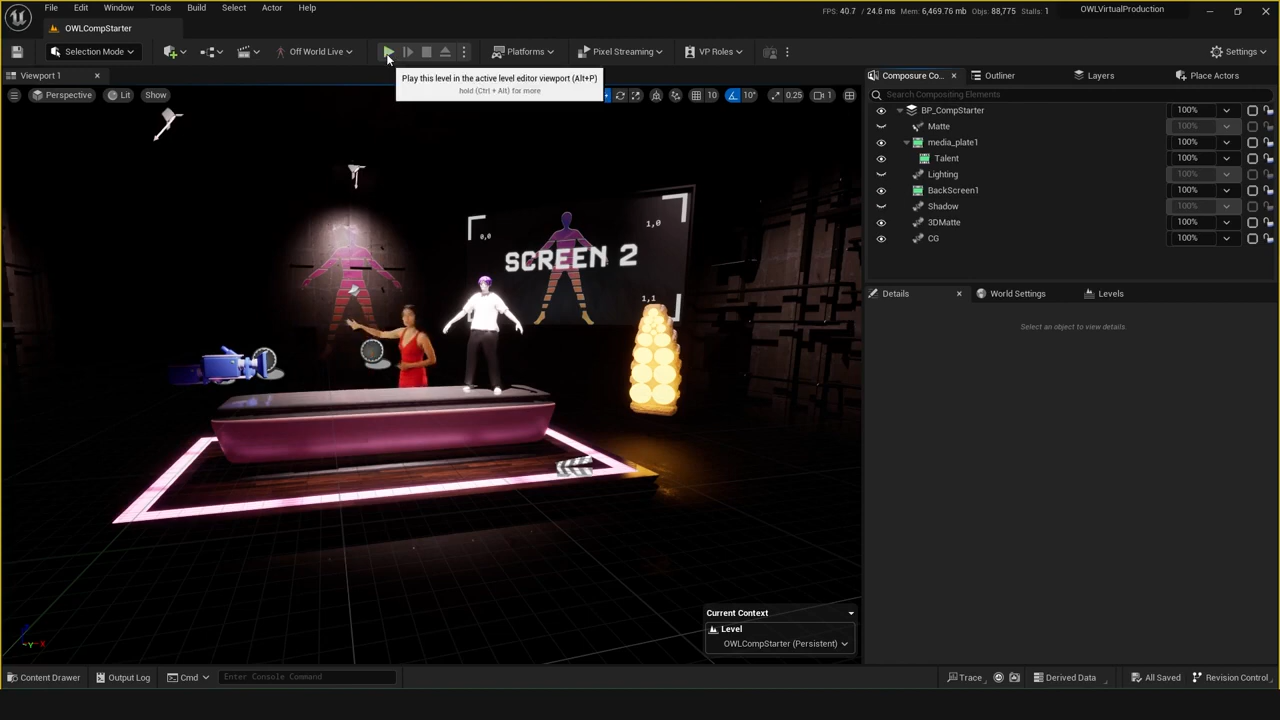 File Edit Window Tools Build Select Actor Help
FPS: 40.7 / 24.6 ms Mem: 6,469.76 mb Objs: 88,775 Stalls: 1
OWLVirtualProduction
OWLCompStarter
Selection Mode
Off World Live
Platforms
Pixel Streaming
VP Roles
Settings
Viewport 1
Play this level in the active level editor viewport (Alt+P)
hold (Ctrl + Alt) for more
Perspective
Lit
Show
10
10°
0.25
1
Composure Co...
Outliner
Layers
Place Actors
Search Compositing Elements
BP_CompStarter 100%
Matte 100%
media_plate1 100%
Talent 100%
Lighting 100%
BackScreen1 100%
Shadow 100%
3DMatte 100%
CG 100%
Details
World Settings
Levels
Select an object to view details.
0,0
1,0
SCREEN 2
1,1
Current Context
Level
OWLCompStarter (Persistent)
Y X
Content Drawer
Output Log
Cmd
Enter Console Command
Trace
Derived Data
All Saved
Revision Control